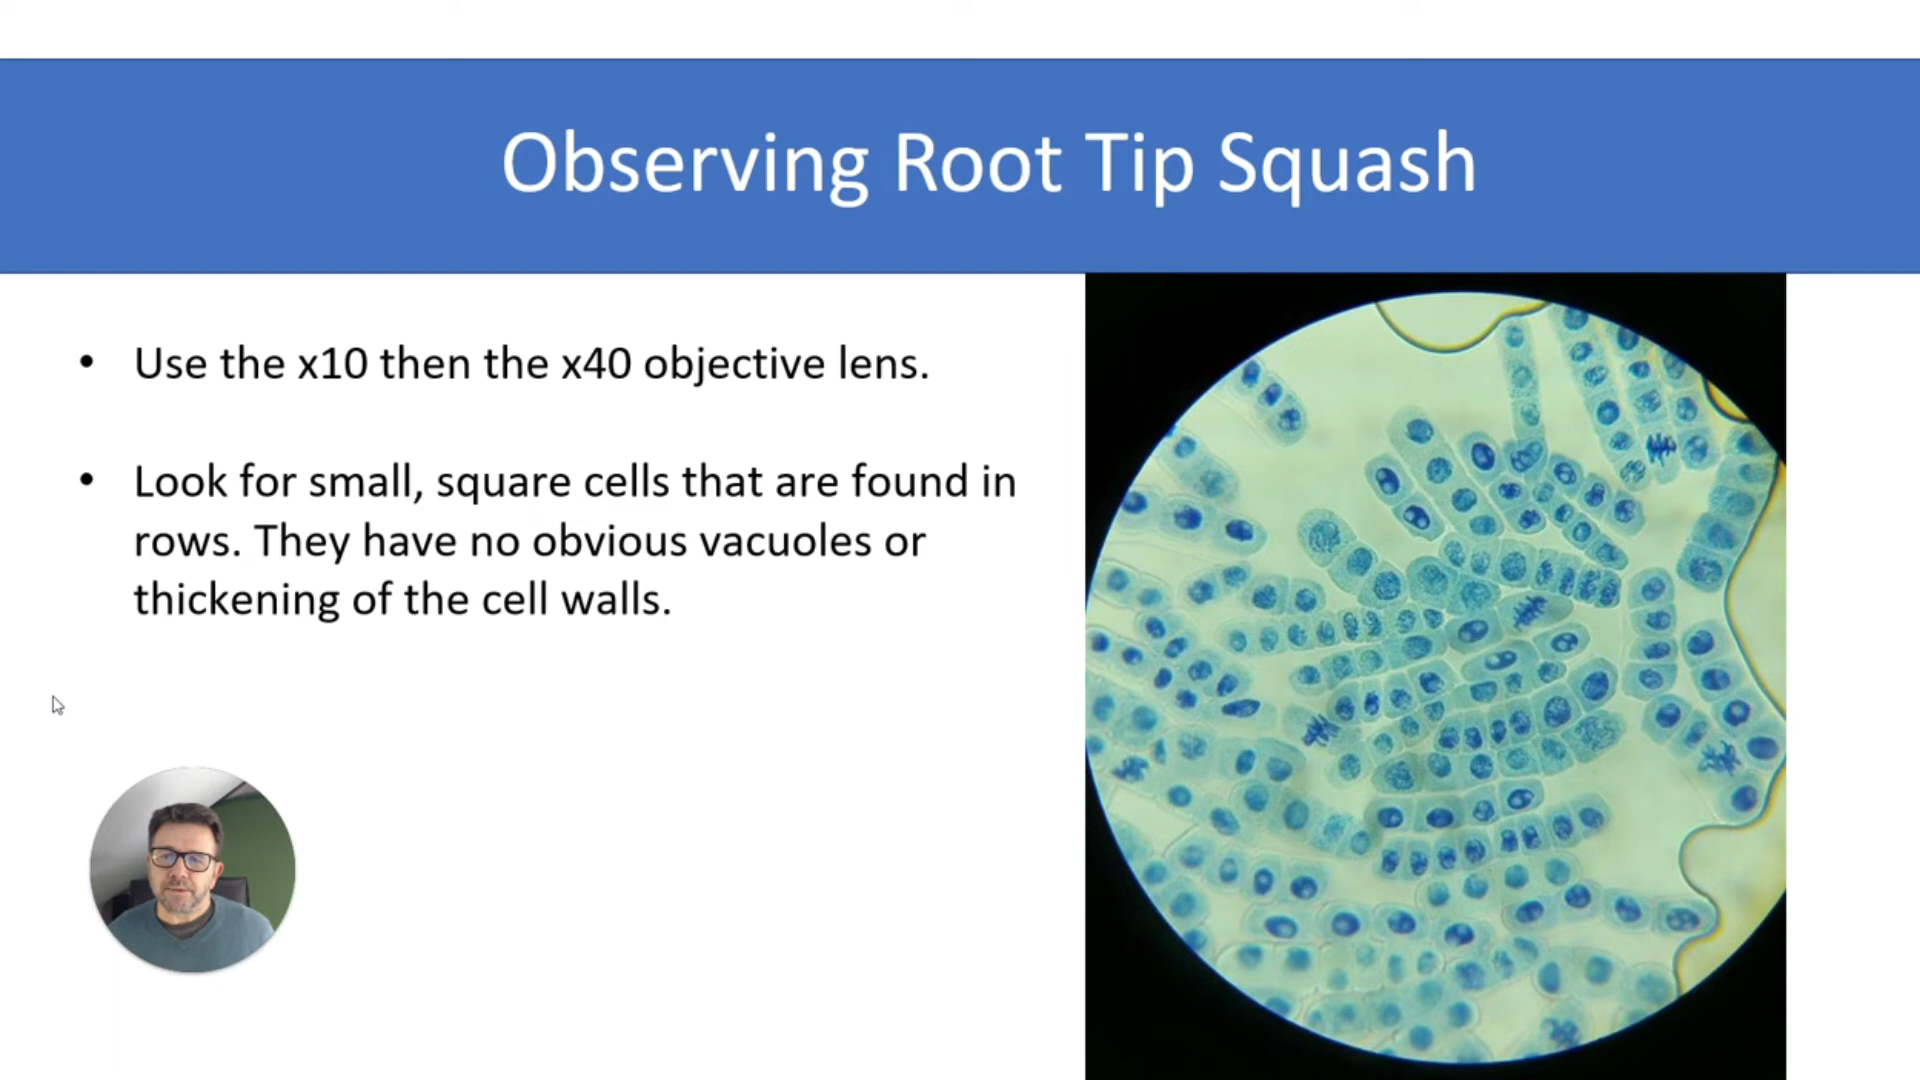 Observing Root Tip Squash
• Use the x10 then the x40 objective lens.
• Look for small, square cells that are found in
rows. They have no obvious vacuoles or
thickening of the cell walls.